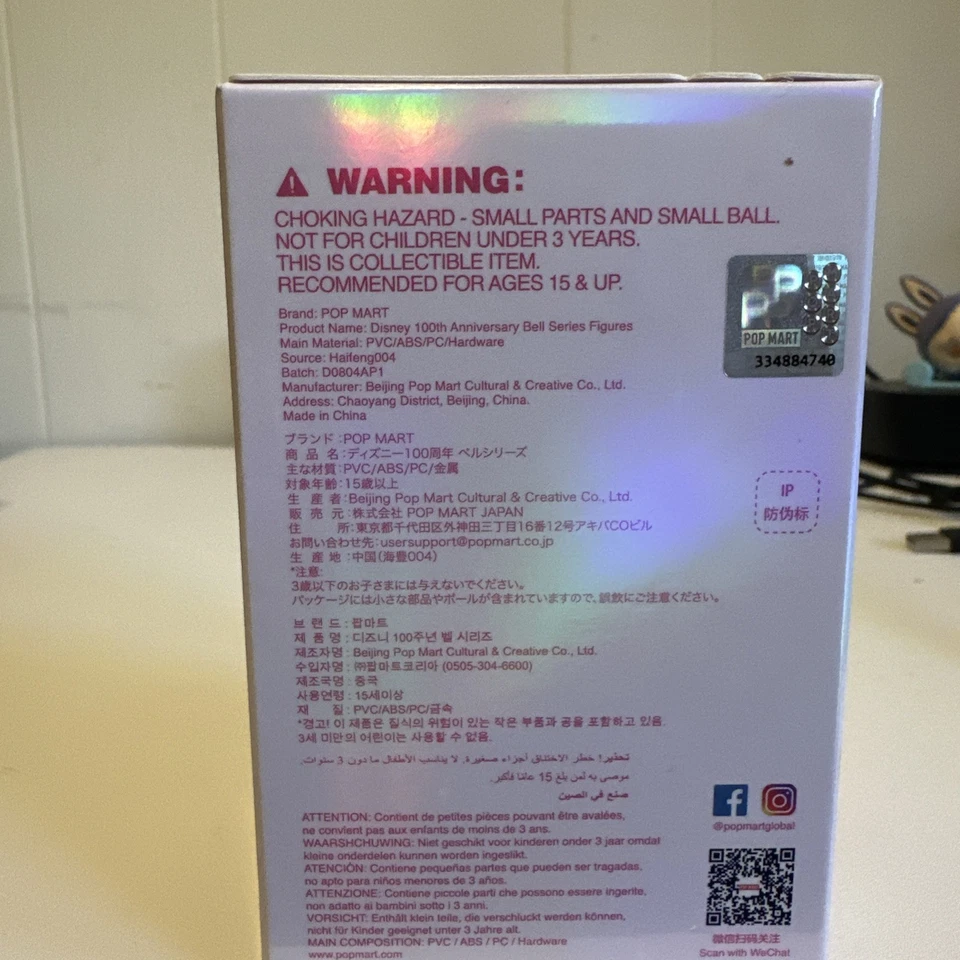 WARNING:
CHOKING HAZARD - SMALL PARTS AND SMALL BALL.
NOT FOR CHILDREN UNDER 3 YEARS.
THIS IS COLLECTIBLE ITEM.
RECOMMENDED FOR AGES 15 & UP.
POP MART
334884740
Brand: POP MART
Product Name: Disney 100th Anniversary Bell Series Figures
Main Material: PVC/ABS/PC/Hardware
Source: Haifeng004
Batch: D0804AP1
Manufacturer: Beijing Pop Mart Cultural & Creative Co., Ltd.
Address: Chaoyang District, Beijing, China.
Made in China
ブランド:POP MART
商 品 名:ディズニー100周年 ベルシリーズ
主な材質:PVC/ABS/PC/金属
対象年齢:15歳以上
生 産 者:Beijing Pop Mart Cultural & Creative Co., Ltd.
販 売 元:株式会社 POP MART JAPAN
住 所:東京都千代田区外神田三丁目16番12号アキバCOビル
お問い合わせ先:usersupport@popmart.co.jp
生 産 地:中国(海豊004)
*注意:
3歳以下のお子さまには与えないでください。
パッケージには小さな部品やボールが含まれていますので、誤飲にご注意ください。
IP
防伪标
브 랜 드 : 팝마트
제 품 명 : 디즈니 100주년 벨 시리즈
제조자명 : Beijing Pop Mart Cultural & Creative Co., Ltd.
수입자명 : ㈜팝마트코리아 (0505-304-6600)
제조국명 : 중국
사용연령 : 15세이상
재 질 : PVC/ABS/PC/금속
*경고! 이 제품은 질식의 위험이 있는 작은 부품과 공을 포함하고 있음.
3세 미만의 어린이는 사용할 수 없음.
تحذير! خطر الاختناق أجزاء صغيرة. لا يناسب الأطفال ما دون 3 سنوات.
موصى به لمن بلغ 15 عامًا فأكبر.
صنع في الصين
ATTENTION: Contient de petites pièces pouvant être avalées,
ne convient pas aux enfants de moins de 3 ans.
WAARSHCHUWING: Niet geschikt voor kinderen onder 3 jaar omdat
kleine onderdelen kunnen worden ingeslikt.
ATENCIÓN: Contiene pequeñas partes que pueden ser tragadas,
no apto para niños menores de 3 años.
ATTENZIONE: Contiene piccole parti che possono essere ingerite,
non adatto ai bambini sotto i 3 anni.
VORSICHT: Enthält klein teile, die verschluckt werden können,
nicht für Kinder geeignet unter 3 Jahre alt.
MAIN COMPOSITION: PVC / ABS / PC / Hardware
www.popmart.com
@popmartglobal
微信扫码关注
Scan with WeChat